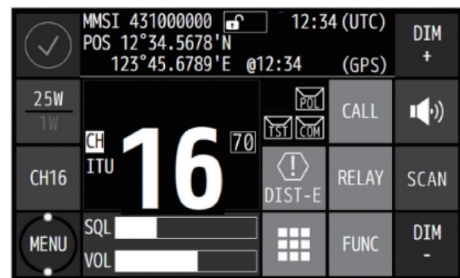 MMSI 431000000 12:34 (UTC)
POS 12°34.5678'N
123°45.6789'E @12:34 (GPS)
DIM
+
25W
1W
CH
ITU
16
70
POL
TST COM
CALL
CH16
DIST-E
RELAY
SCAN
MENU
SQL
VOL
FUNC
DIM
-